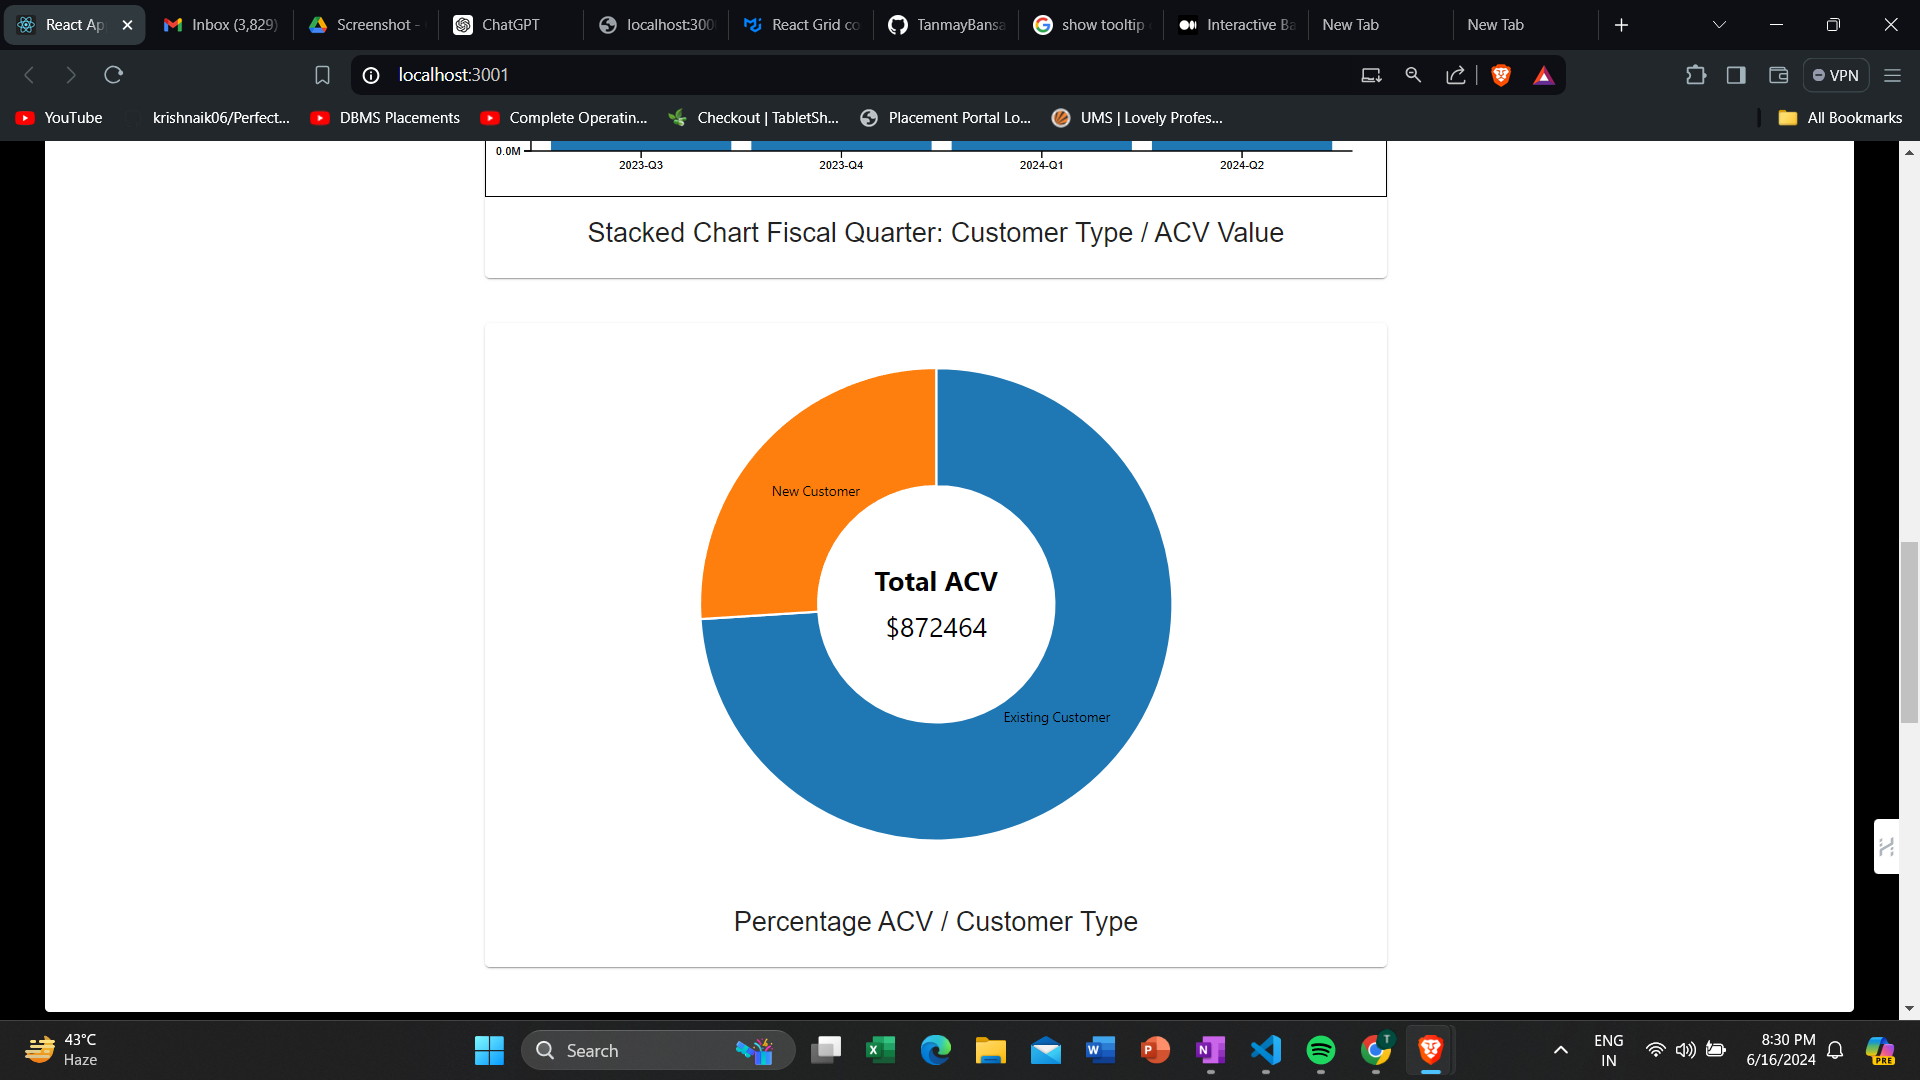 React Ap
Inbox (3,829)
Screenshot -
ChatGPT
localhost:300
React Grid co
TanmayBansa
show tooltip
Interactive Ba
New Tab
New Tab
localhost:3001
VPN
YouTube
krishnaik06/Perfect...
DBMS Placements
Complete Operatin...
Checkout | TabletSh...
Placement Portal Lo...
UMS | Lovely Profes...
All Bookmarks
0.0M
2023-Q3
2023-Q4
2024-Q1
2024-Q2
Stacked Chart Fiscal Quarter: Customer Type / ACV Value
New Customer
Total ACV
$872464
Existing Customer
Percentage ACV / Customer Type
43°C
Haze
Search
T
PRE
ENG
IN
8:30 PM
6/16/2024